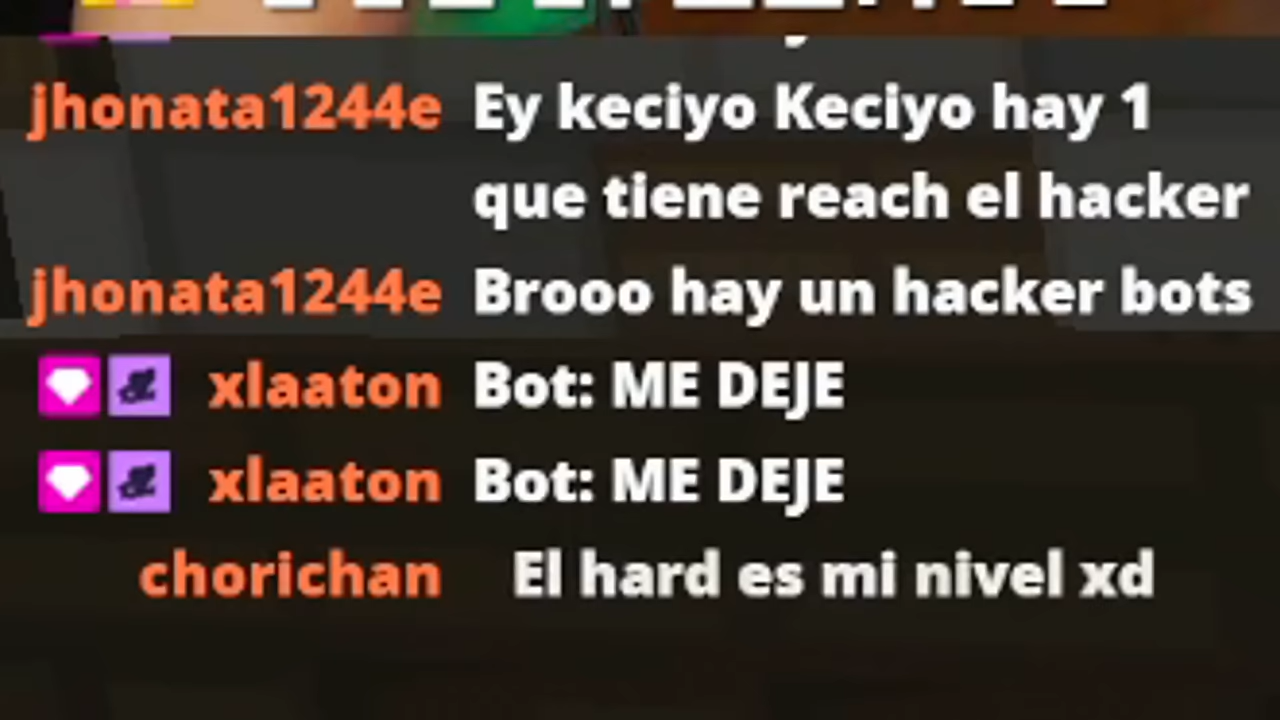 jhonata1244e Ey keciyo Keciyo hay 1
que tiene reach el hacker
jhonata1244e Brooo hay un hacker bots
xlaaton Bot: ME DEJE
xlaaton Bot: ME DEJE
chorichan El hard es mi nivel xd